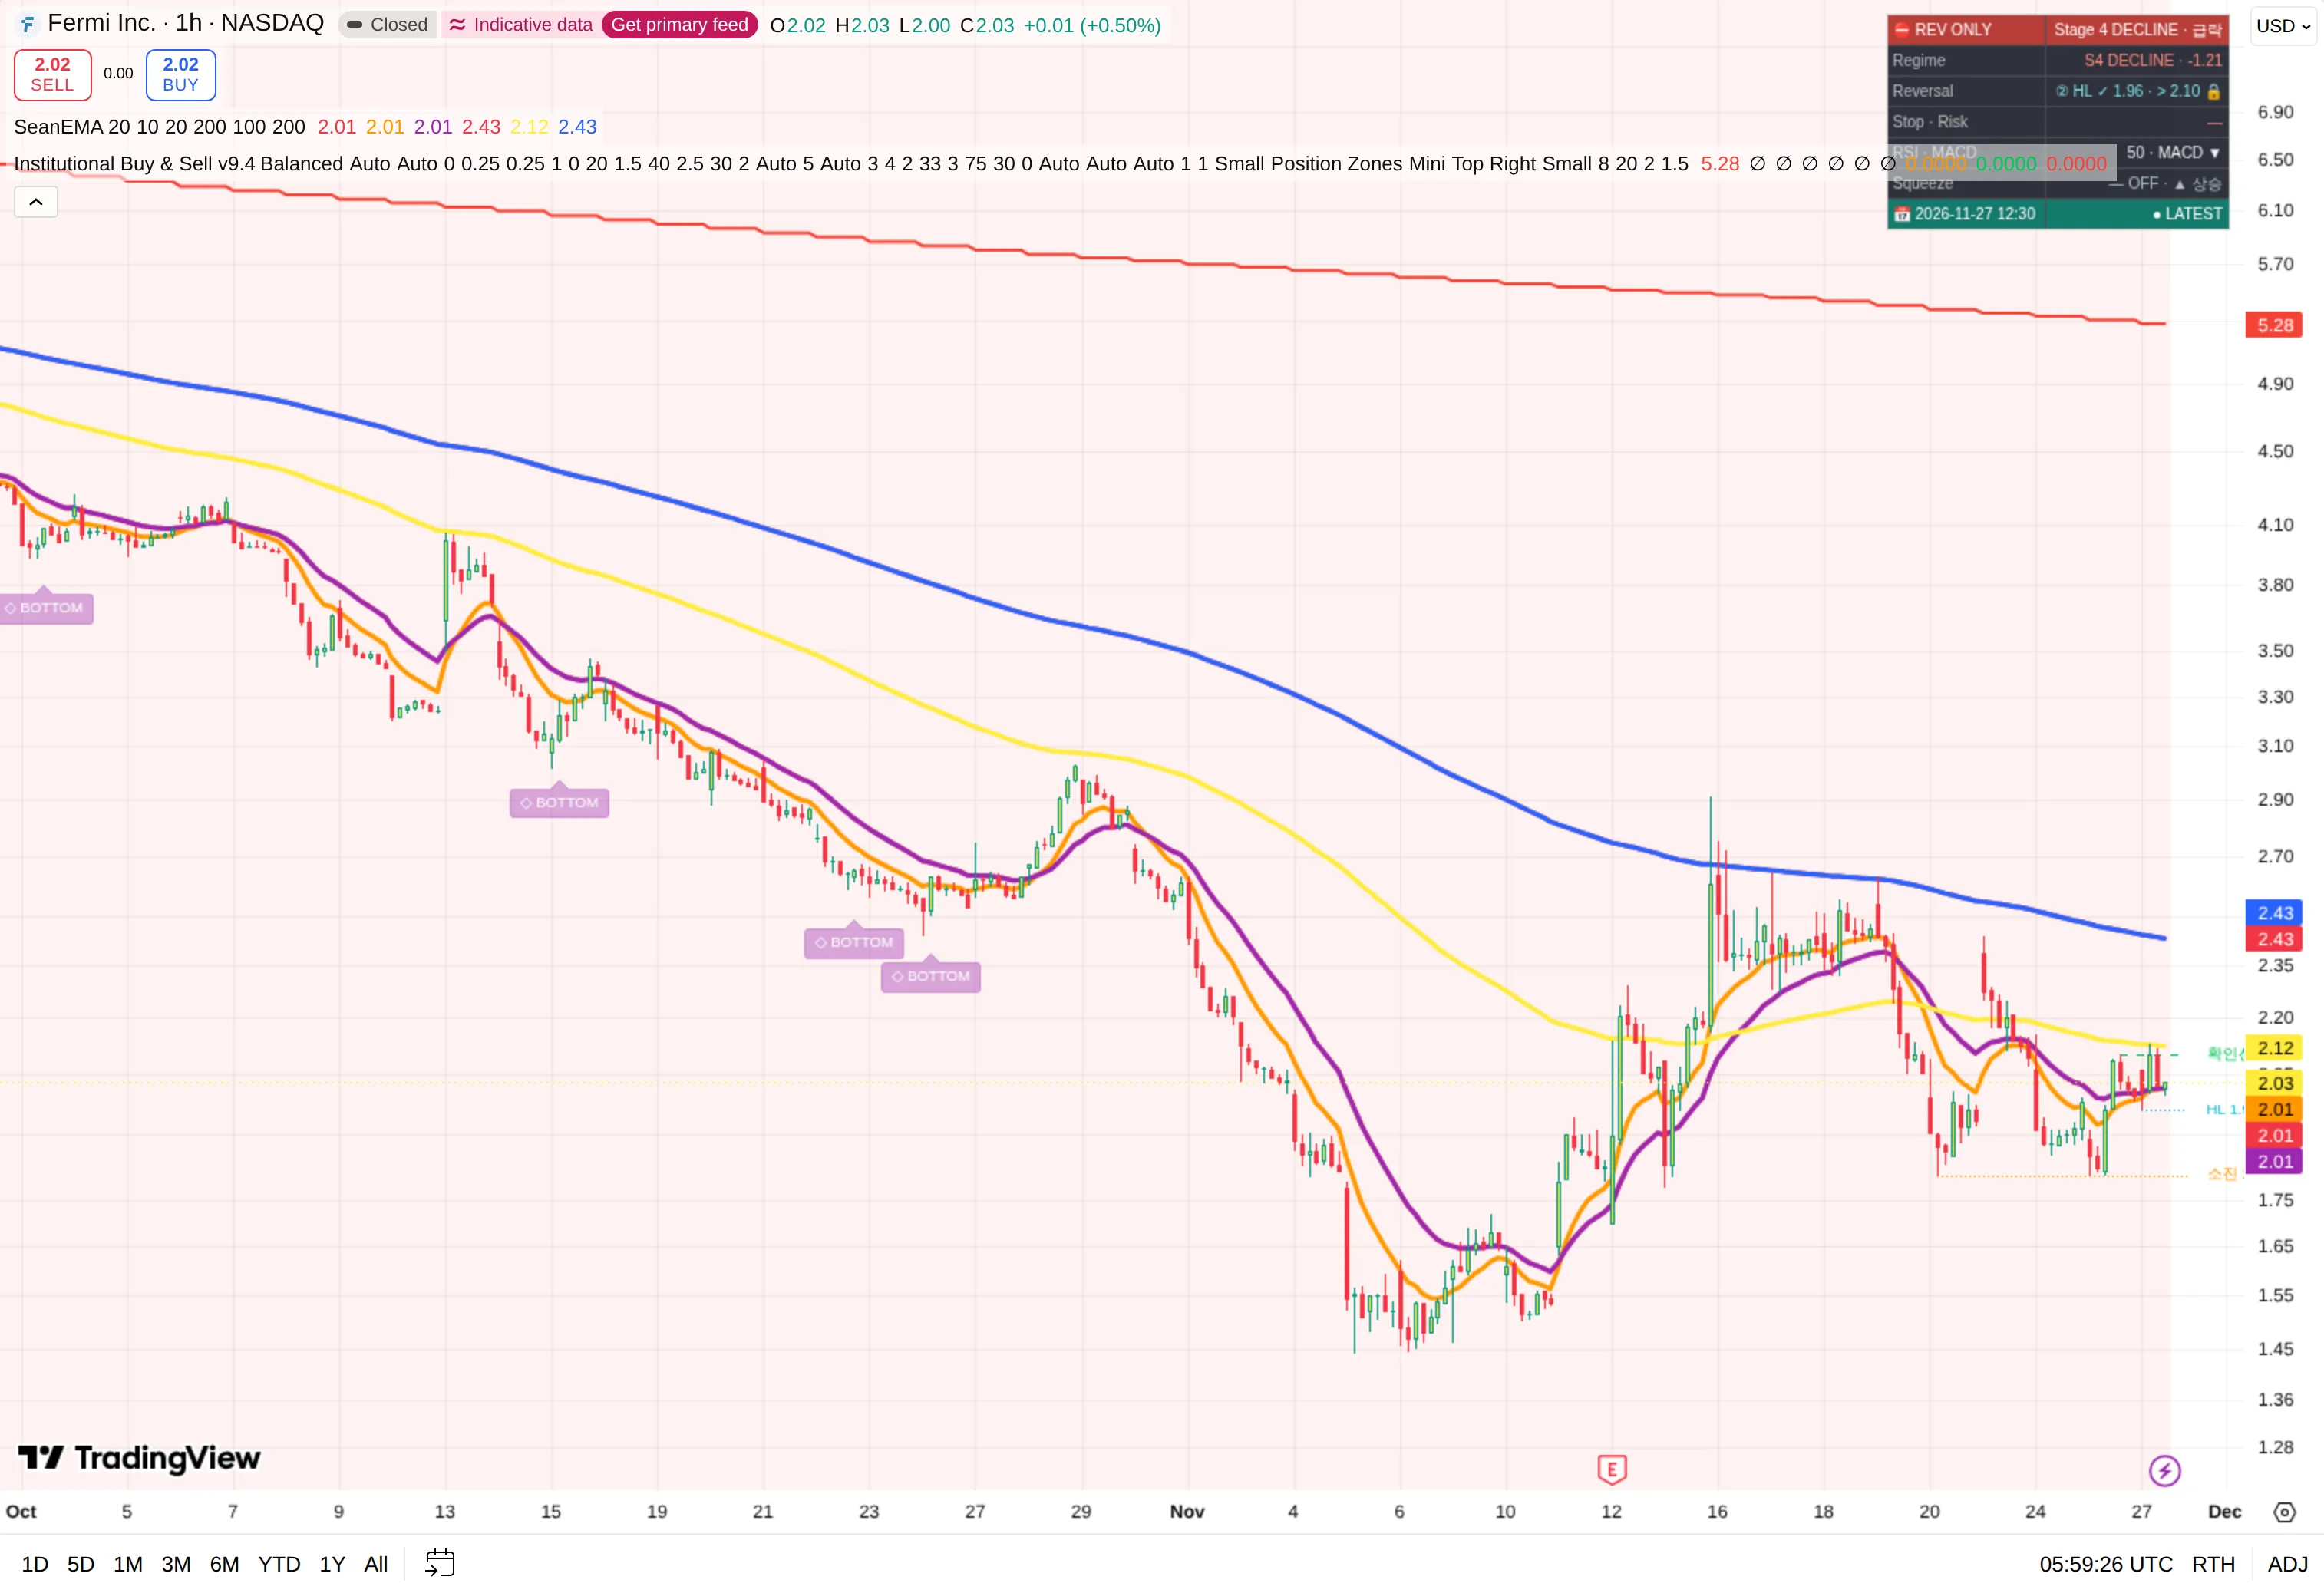 Fermi Inc. · 1h · NASDAQ Closed Indicative data Get primary feed O2.02 H2.03 L2.00 C2.03 +0.01 (+0.50%)
2.02 SELL
0.00
2.02 BUY
SeanEMA 20 10 20 200 100 200 2.01 2.01 2.01 2.43 2.12 2.43
Institutional Buy & Sell v9.4 Balanced Auto Auto 0 0.25 0.25 1 0 20 1.5 40 2.5 30 2 Auto 5 Auto 3 4 2 33 3 75 30 0 Auto Auto Auto 1 1 Small Position Zones Mini Top Right Small 8 20 2 1.5 5.28 ∅ ∅ ∅ ∅ ∅ ∅ 0.0000 0.0000 0.0000
REV ONLY Stage 4 DECLINE · 급락
Regime S4 DECLINE · -1.21
Reversal ② HL ✓ 1.96 · > 2.10
Stop · Risk —
RSI · MACD 50 · MACD ▼
Squeeze — OFF · ▲ 상승
2026-11-27 12:30 ● LATEST
USD
6.90
6.50
6.10
5.70
5.28
4.90
4.50
4.10
3.80
3.50
3.30
3.10
2.90
2.70
2.43
2.43
2.35
2.20
2.12
2.03
2.01
2.01
2.01
1.75
1.65
1.55
1.45
1.36
1.28
◇ BOTTOM
◇ BOTTOM
◇ BOTTOM
◇ BOTTOM
HL
소진
TradingView
E
Oct 5 7 9 13 15 19 21 23 27 29 Nov 4 6 10 12 16 18 20 24 27 Dec
1D 5D 1M 3M 6M YTD 1Y All 05:59:26 UTC RTH ADJ